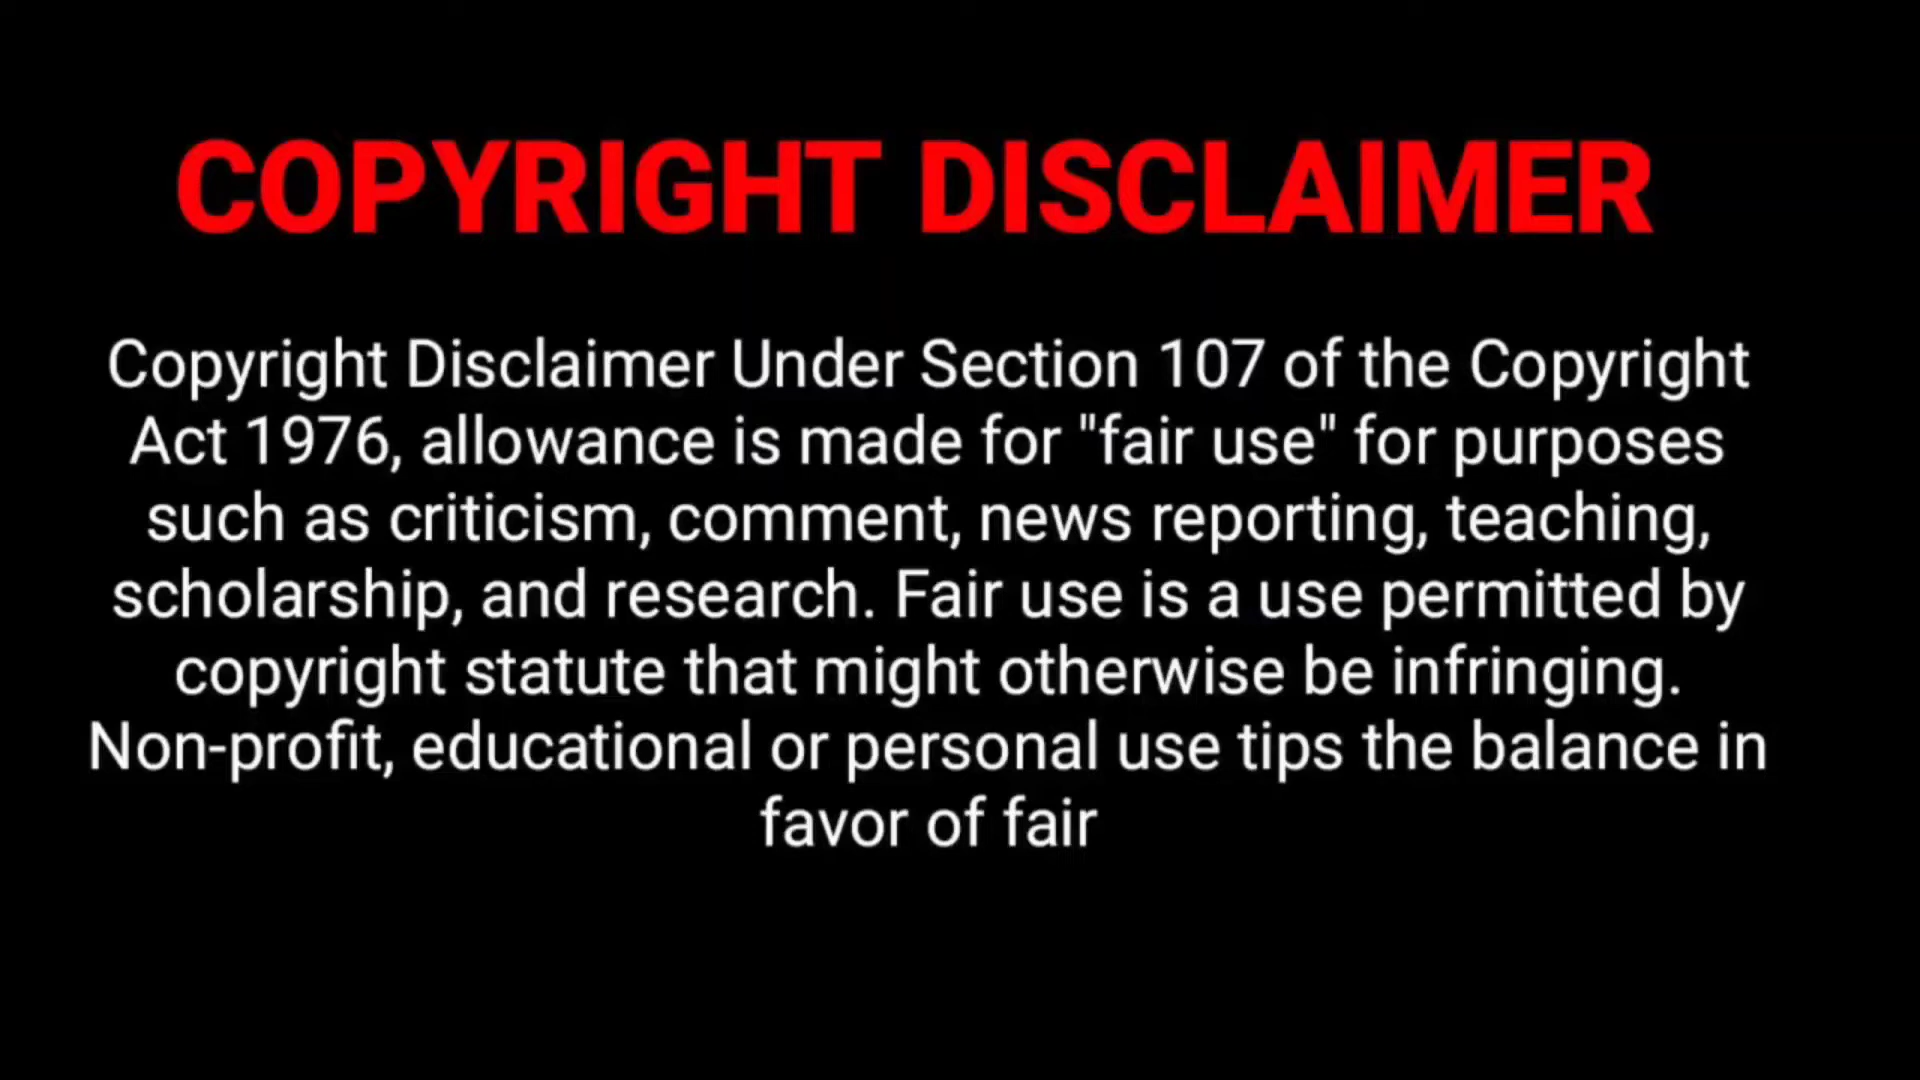 COPYRIGHT DISCLAIMER
Copyright Disclaimer Under Section 107 of the Copyright
Act 1976, allowance is made for "fair use" for purposes
such as criticism, comment, news reporting, teaching,
scholarship, and research. Fair use is a use permitted by
copyright statute that might otherwise be infringing.
Non-profit, educational or personal use tips the balance in
favor of fair